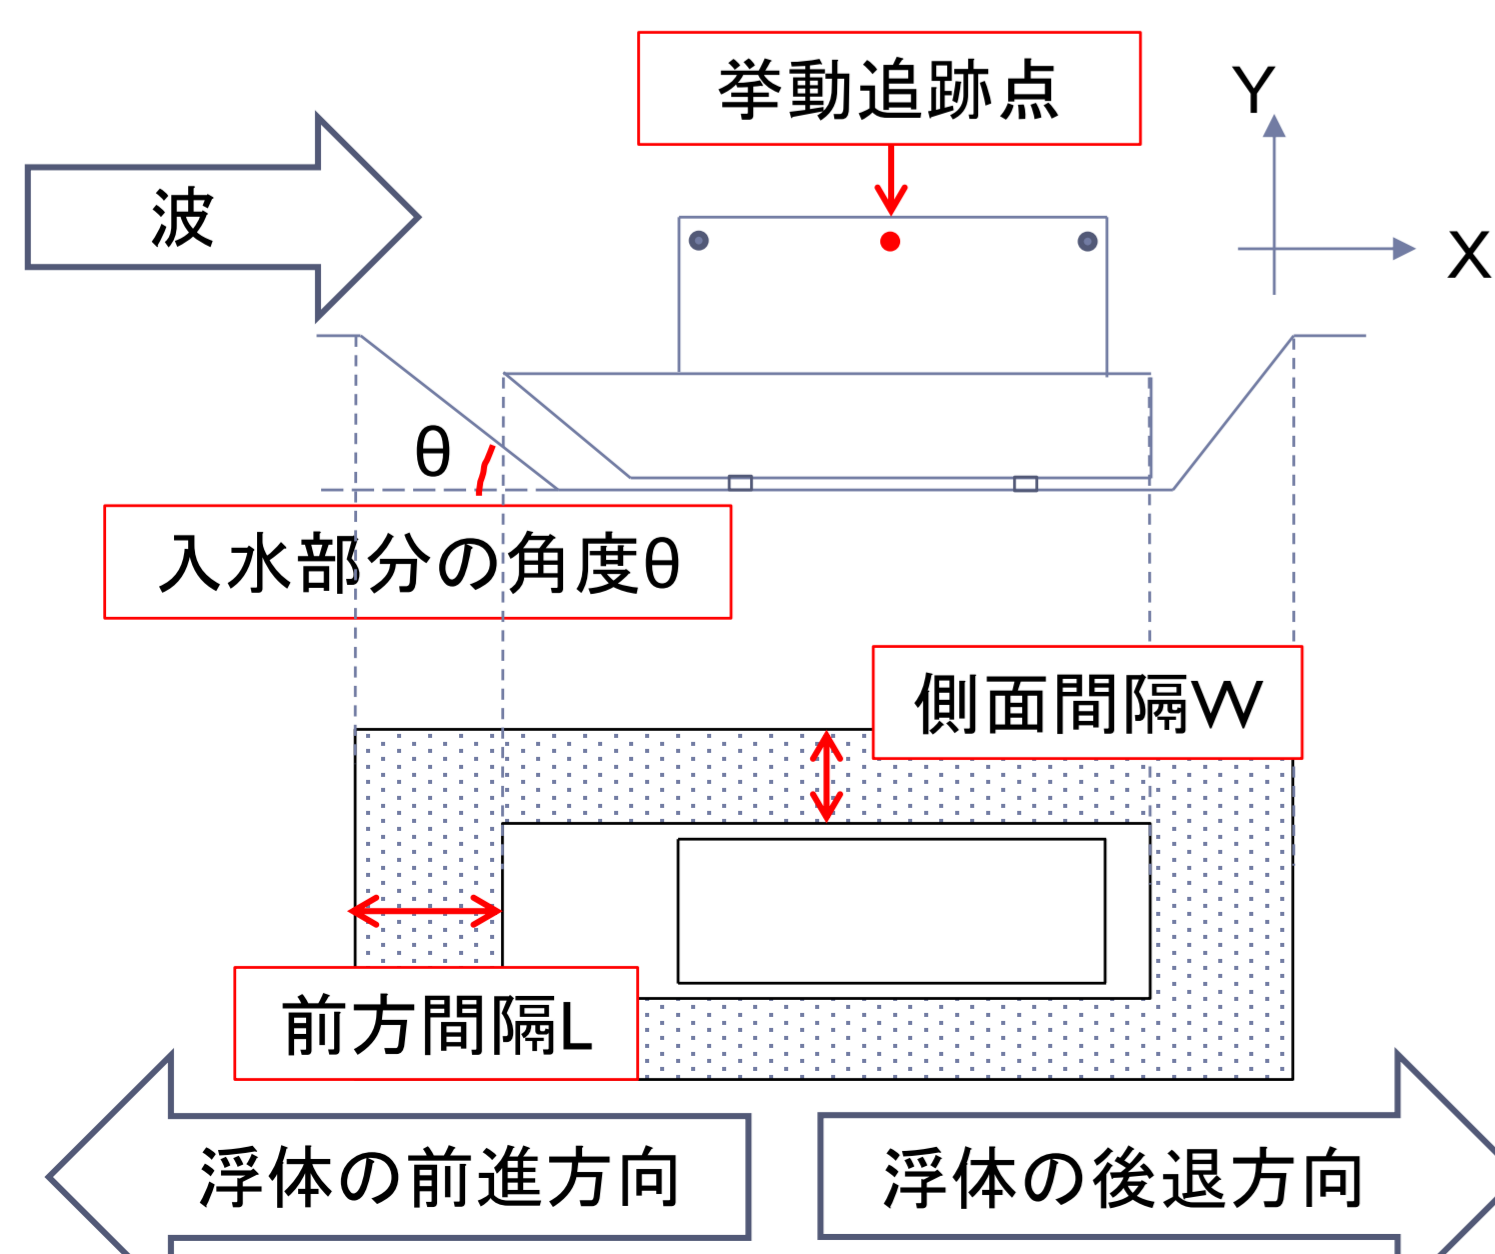 挙動追跡点
Y
波
X
θ
入水部分の角度θ
側面間隔W
前方間隔L
浮体の前進方向
浮体の後退方向